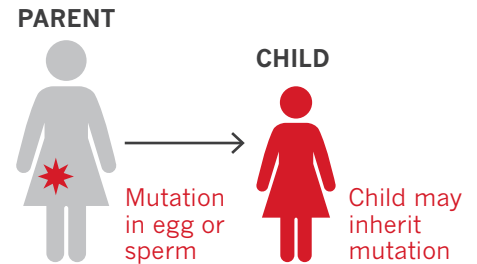 PARENT
CHILD
Mutation
in egg or
sperm
Child may
inherit
mutation